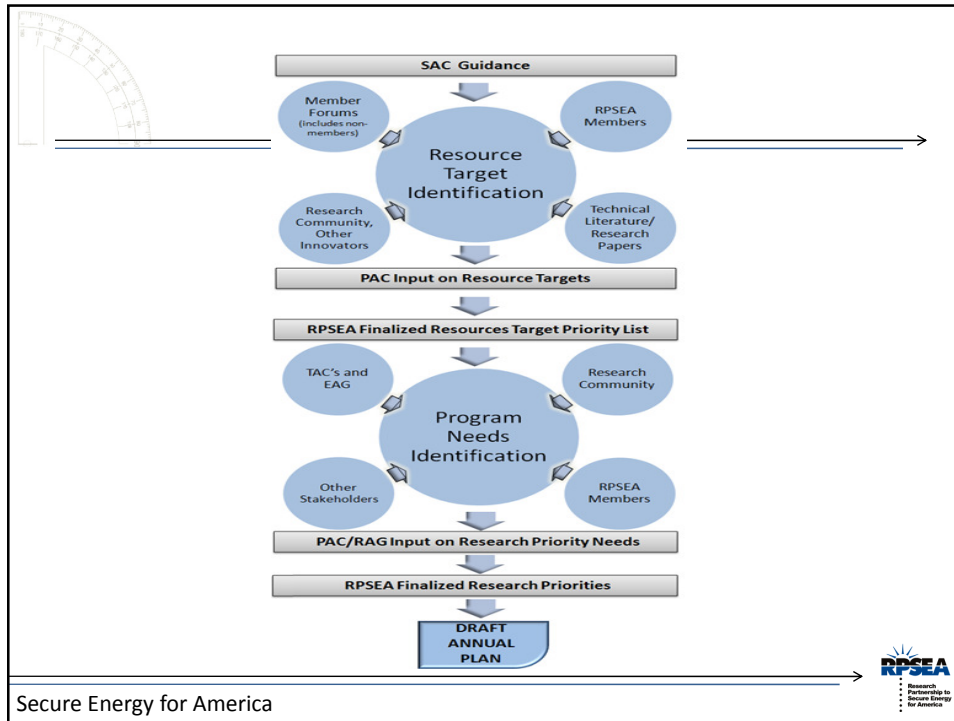 SAC Guidance
Member
Forums
(includes non-
members)
RPSEA
Members
Resource
Target
Identification
Research
Community,
Other
Innovators
Technical
Literature/
Research
Papers
PAC Input on Resource Targets
RPSEA Finalized Resources Target Priority List
TAC's and
EAG
Research
Community
Program
Needs
Identification
Other
Stakeholders
RPSEA
Members
PAC/RAG Input on Research Priority Needs
RPSEA Finalized Research Priorities
DRAFT
ANNUAL
PLAN
Secure Energy for America
RPSEA
Research
Partnership to
Secure Energy
for America